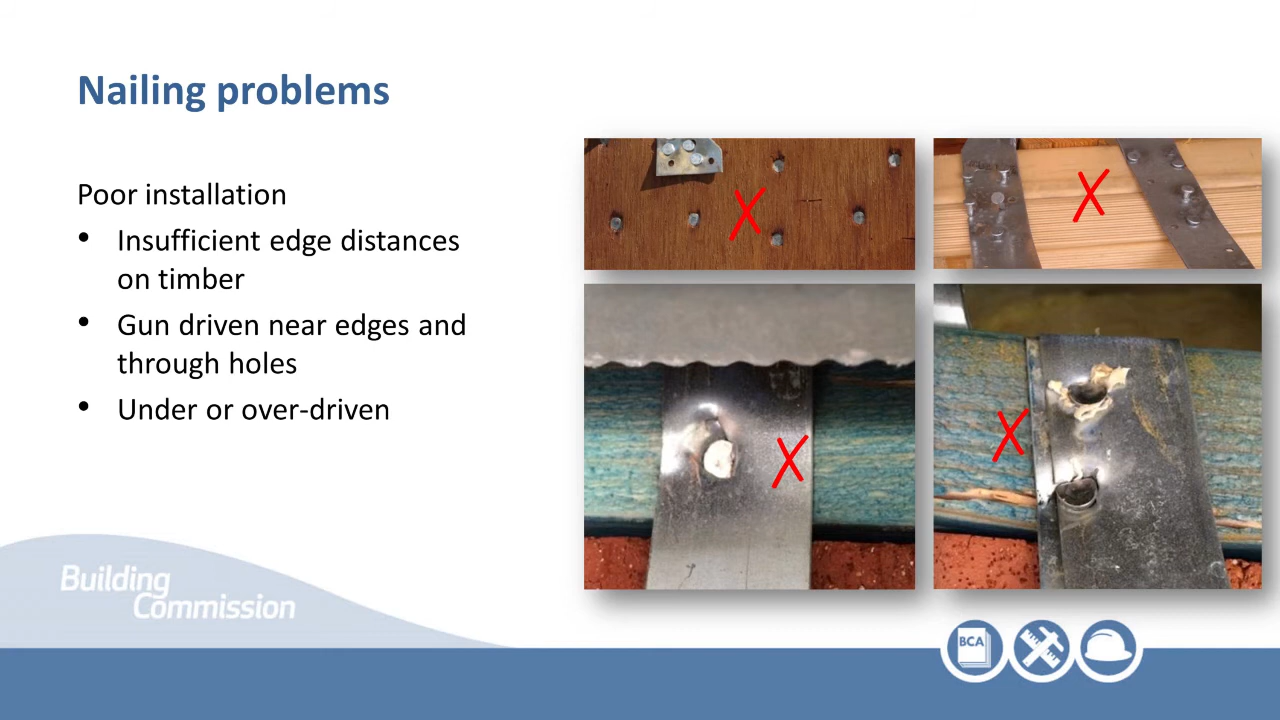 Nailing problems
Poor installation
• Insufficient edge distances
on timber
• Gun driven near edges and
through holes
• Under or over-driven
Building
Commission
BCA